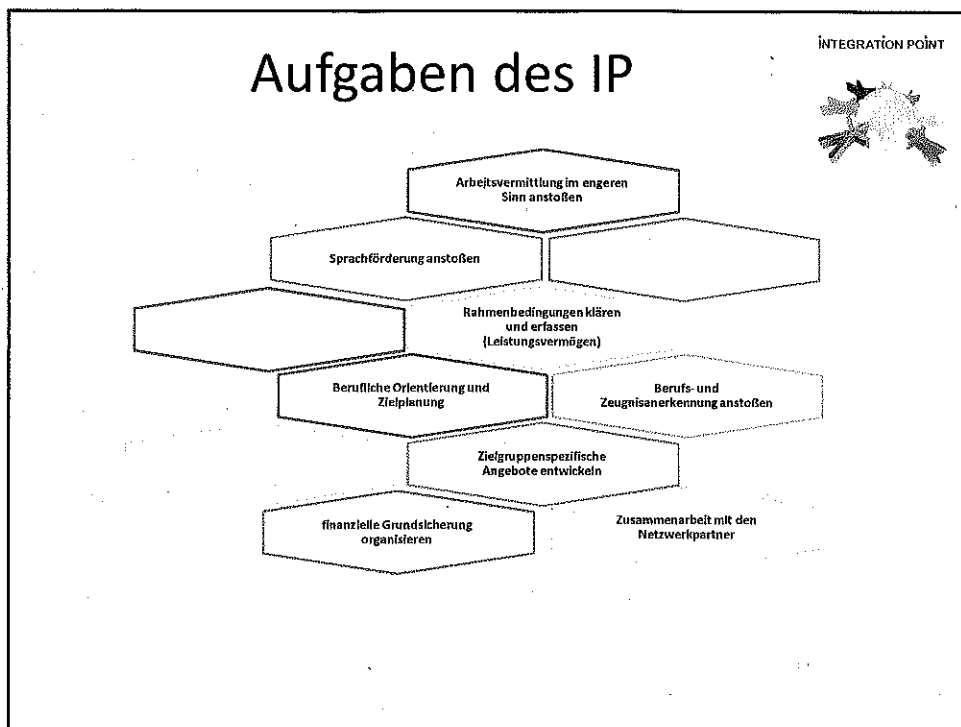 Aufgaben des IP
INTEGRATION POINT
Arbeitsvermittlung im engeren
Sinn anstoßen
Sprachförderung anstoßen
Rahmenbedingungen klären
und erfassen
(Leistungsvermögen)
Berufliche Orientierung und
Zielplanung
Berufs- und
Zeugnisanerkennung anstoßen
Zielgruppenspezifische
Angebote entwickeln
finanzielle Grundsicherung
organisieren
Zusammenarbeit mit den
Netzwerkpartner